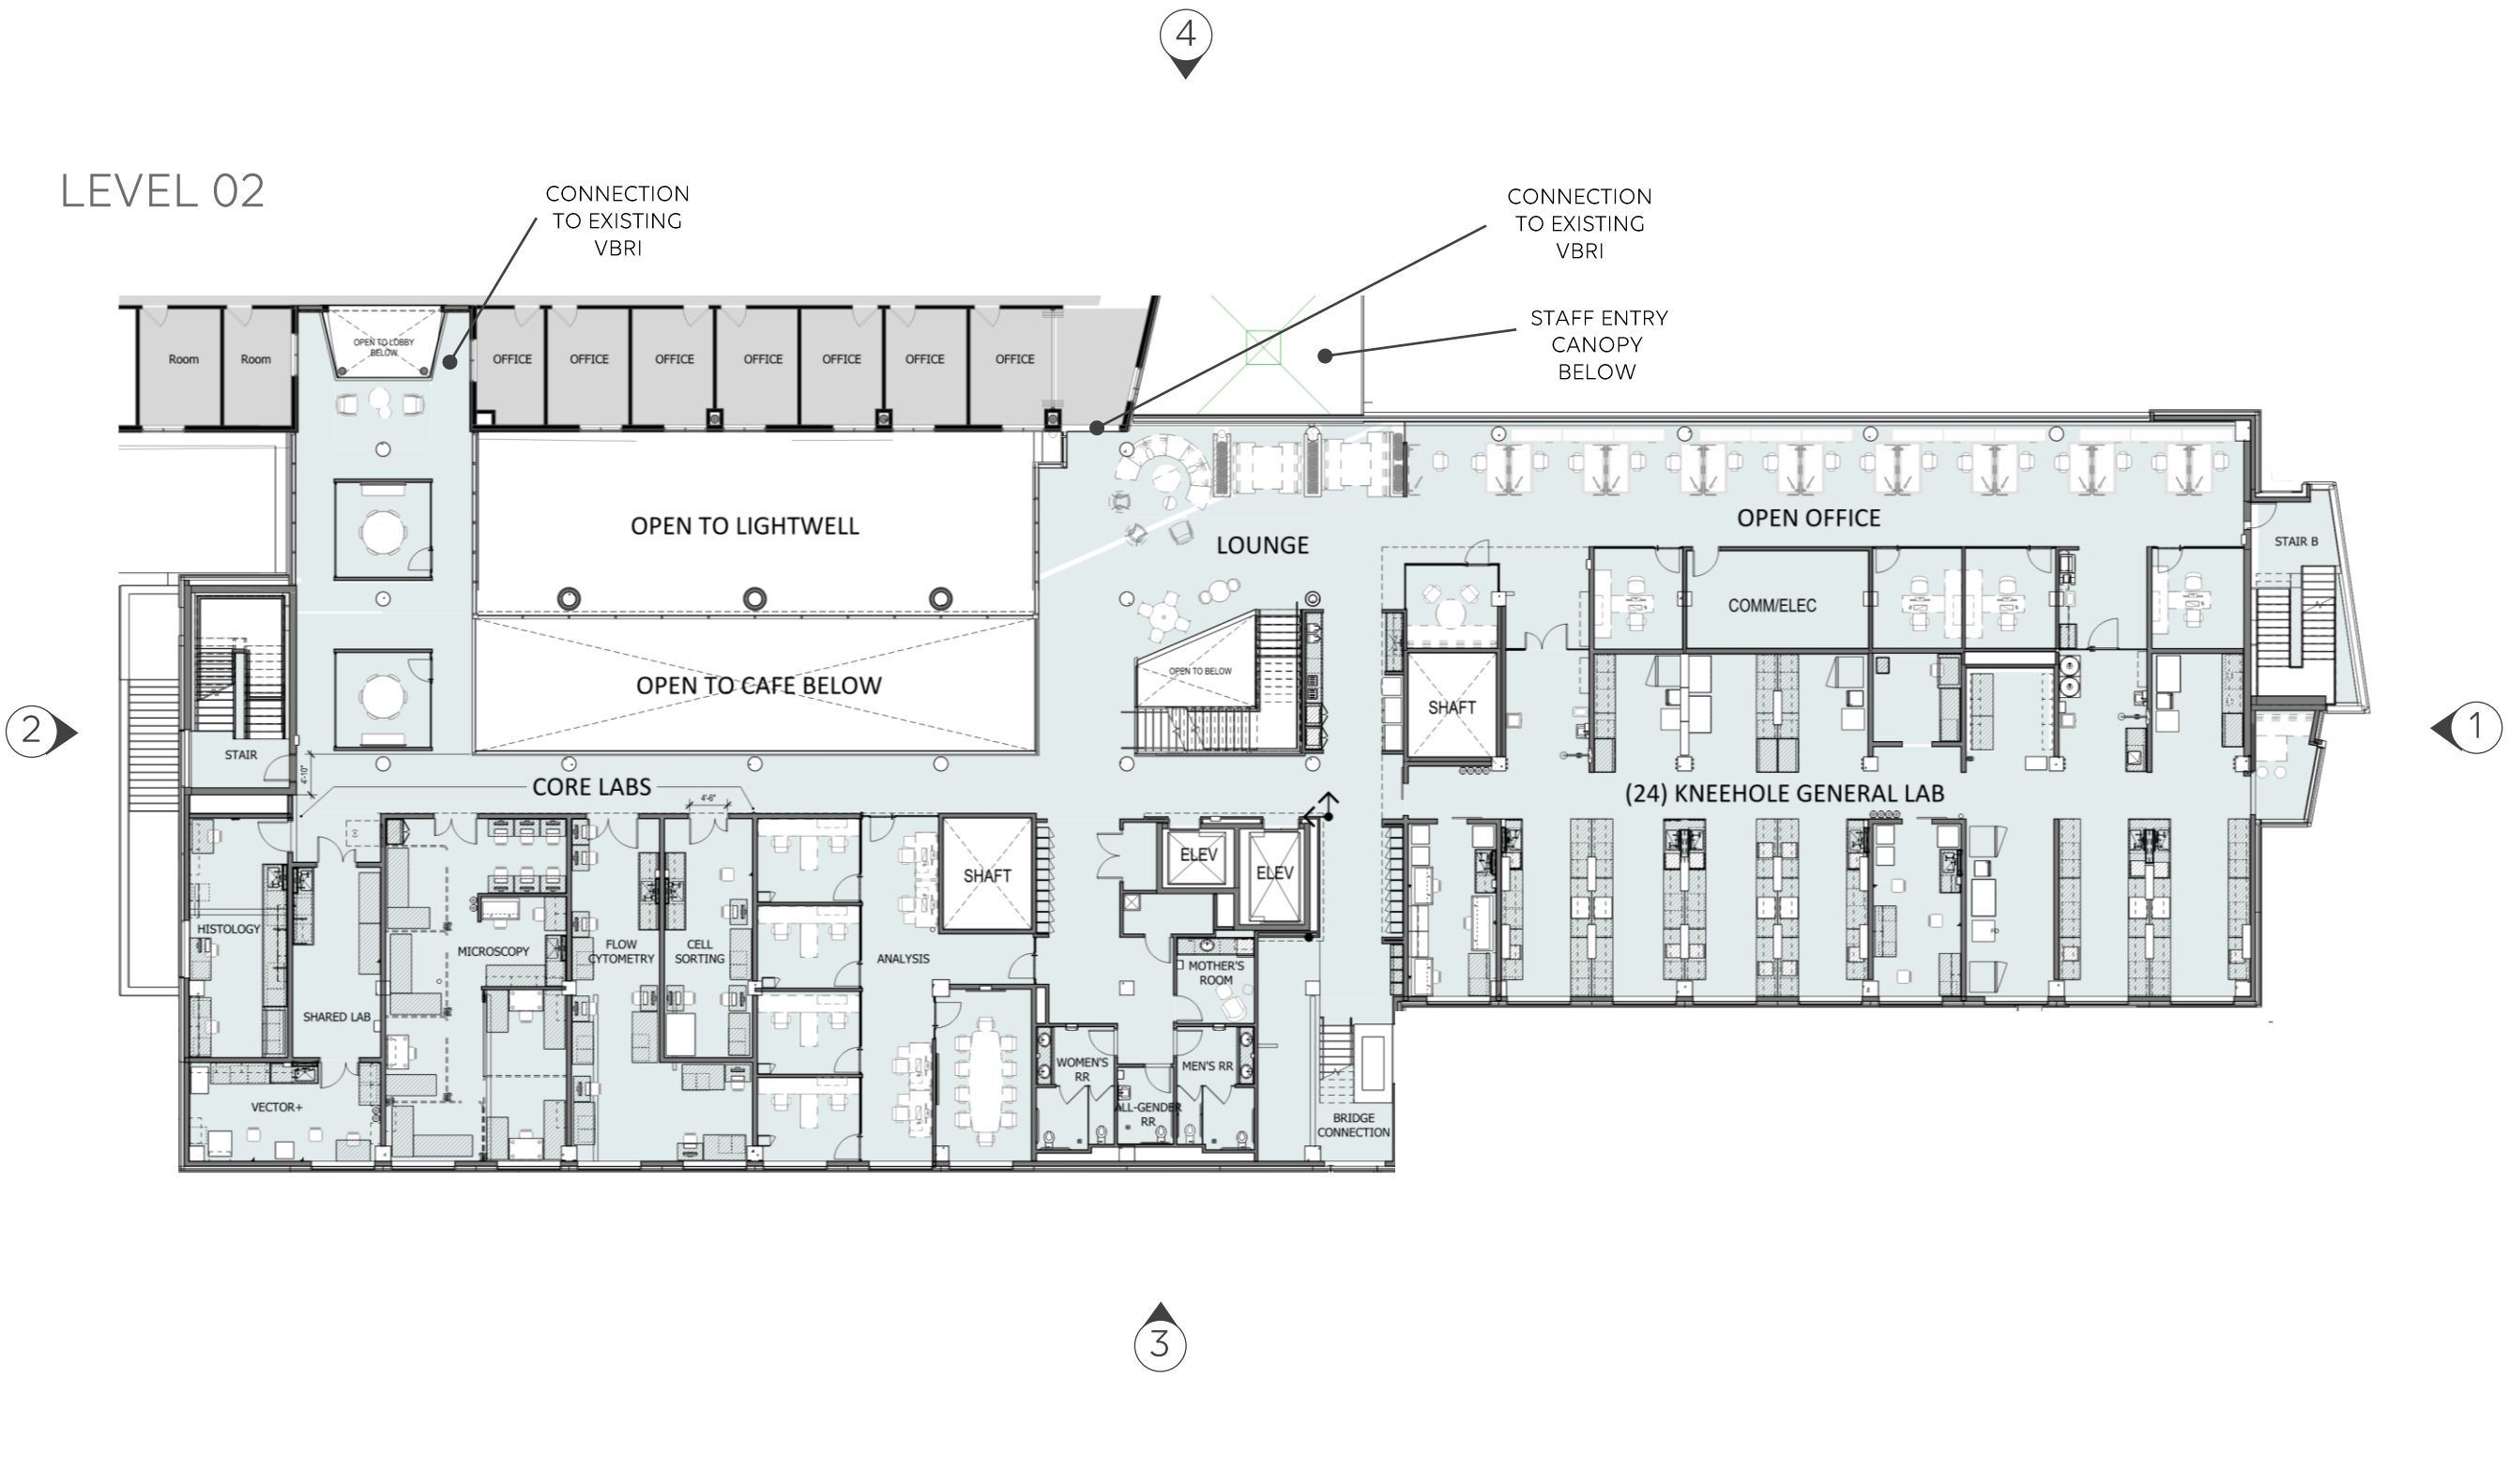 4
LEVEL 02
CONNECTION
TO EXISTING
VBRI
CONNECTION
TO EXISTING
VBRI
STAFF ENTRY
CANOPY
BELOW
Room
Room
OPEN TO LOBBY
BELOW
OFFICE
OFFICE
OFFICE
OFFICE
OFFICE
OFFICE
OFFICE
OPEN TO LIGHTWELL
LOUNGE
OPEN OFFICE
STAIR B
COMM/ELEC
OPEN TO CAFE BELOW
OPEN TO BELOW
SHAFT
2
1
STAIR
4'-10"
CORE LABS
4'-6"
(24) KNEEHOLE GENERAL LAB
ELEV
ELEV
SHAFT
HISTOLOGY
MICROSCOPY
FLOW
CYTOMETRY
CELL
SORTING
ANALYSIS
MOTHER'S
ROOM
SHARED LAB
WOMEN'S
RR
MEN'S RR
VECTOR+
ALL-GENDER
RR
BRIDGE
CONNECTION
3